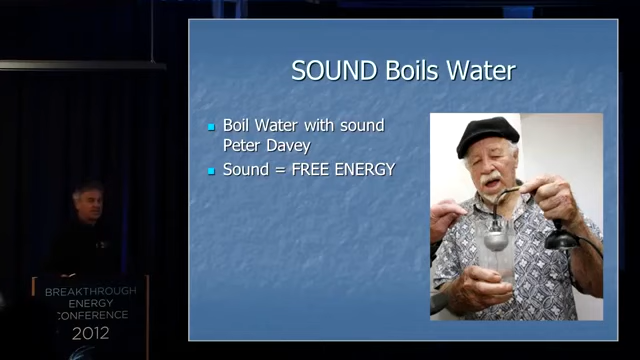 SOUND Boils Water
Boil Water with sound
Peter Davey
Sound = FREE ENERGY
BREAKTHROUGH
ENERGY
CONFERENCE
2012